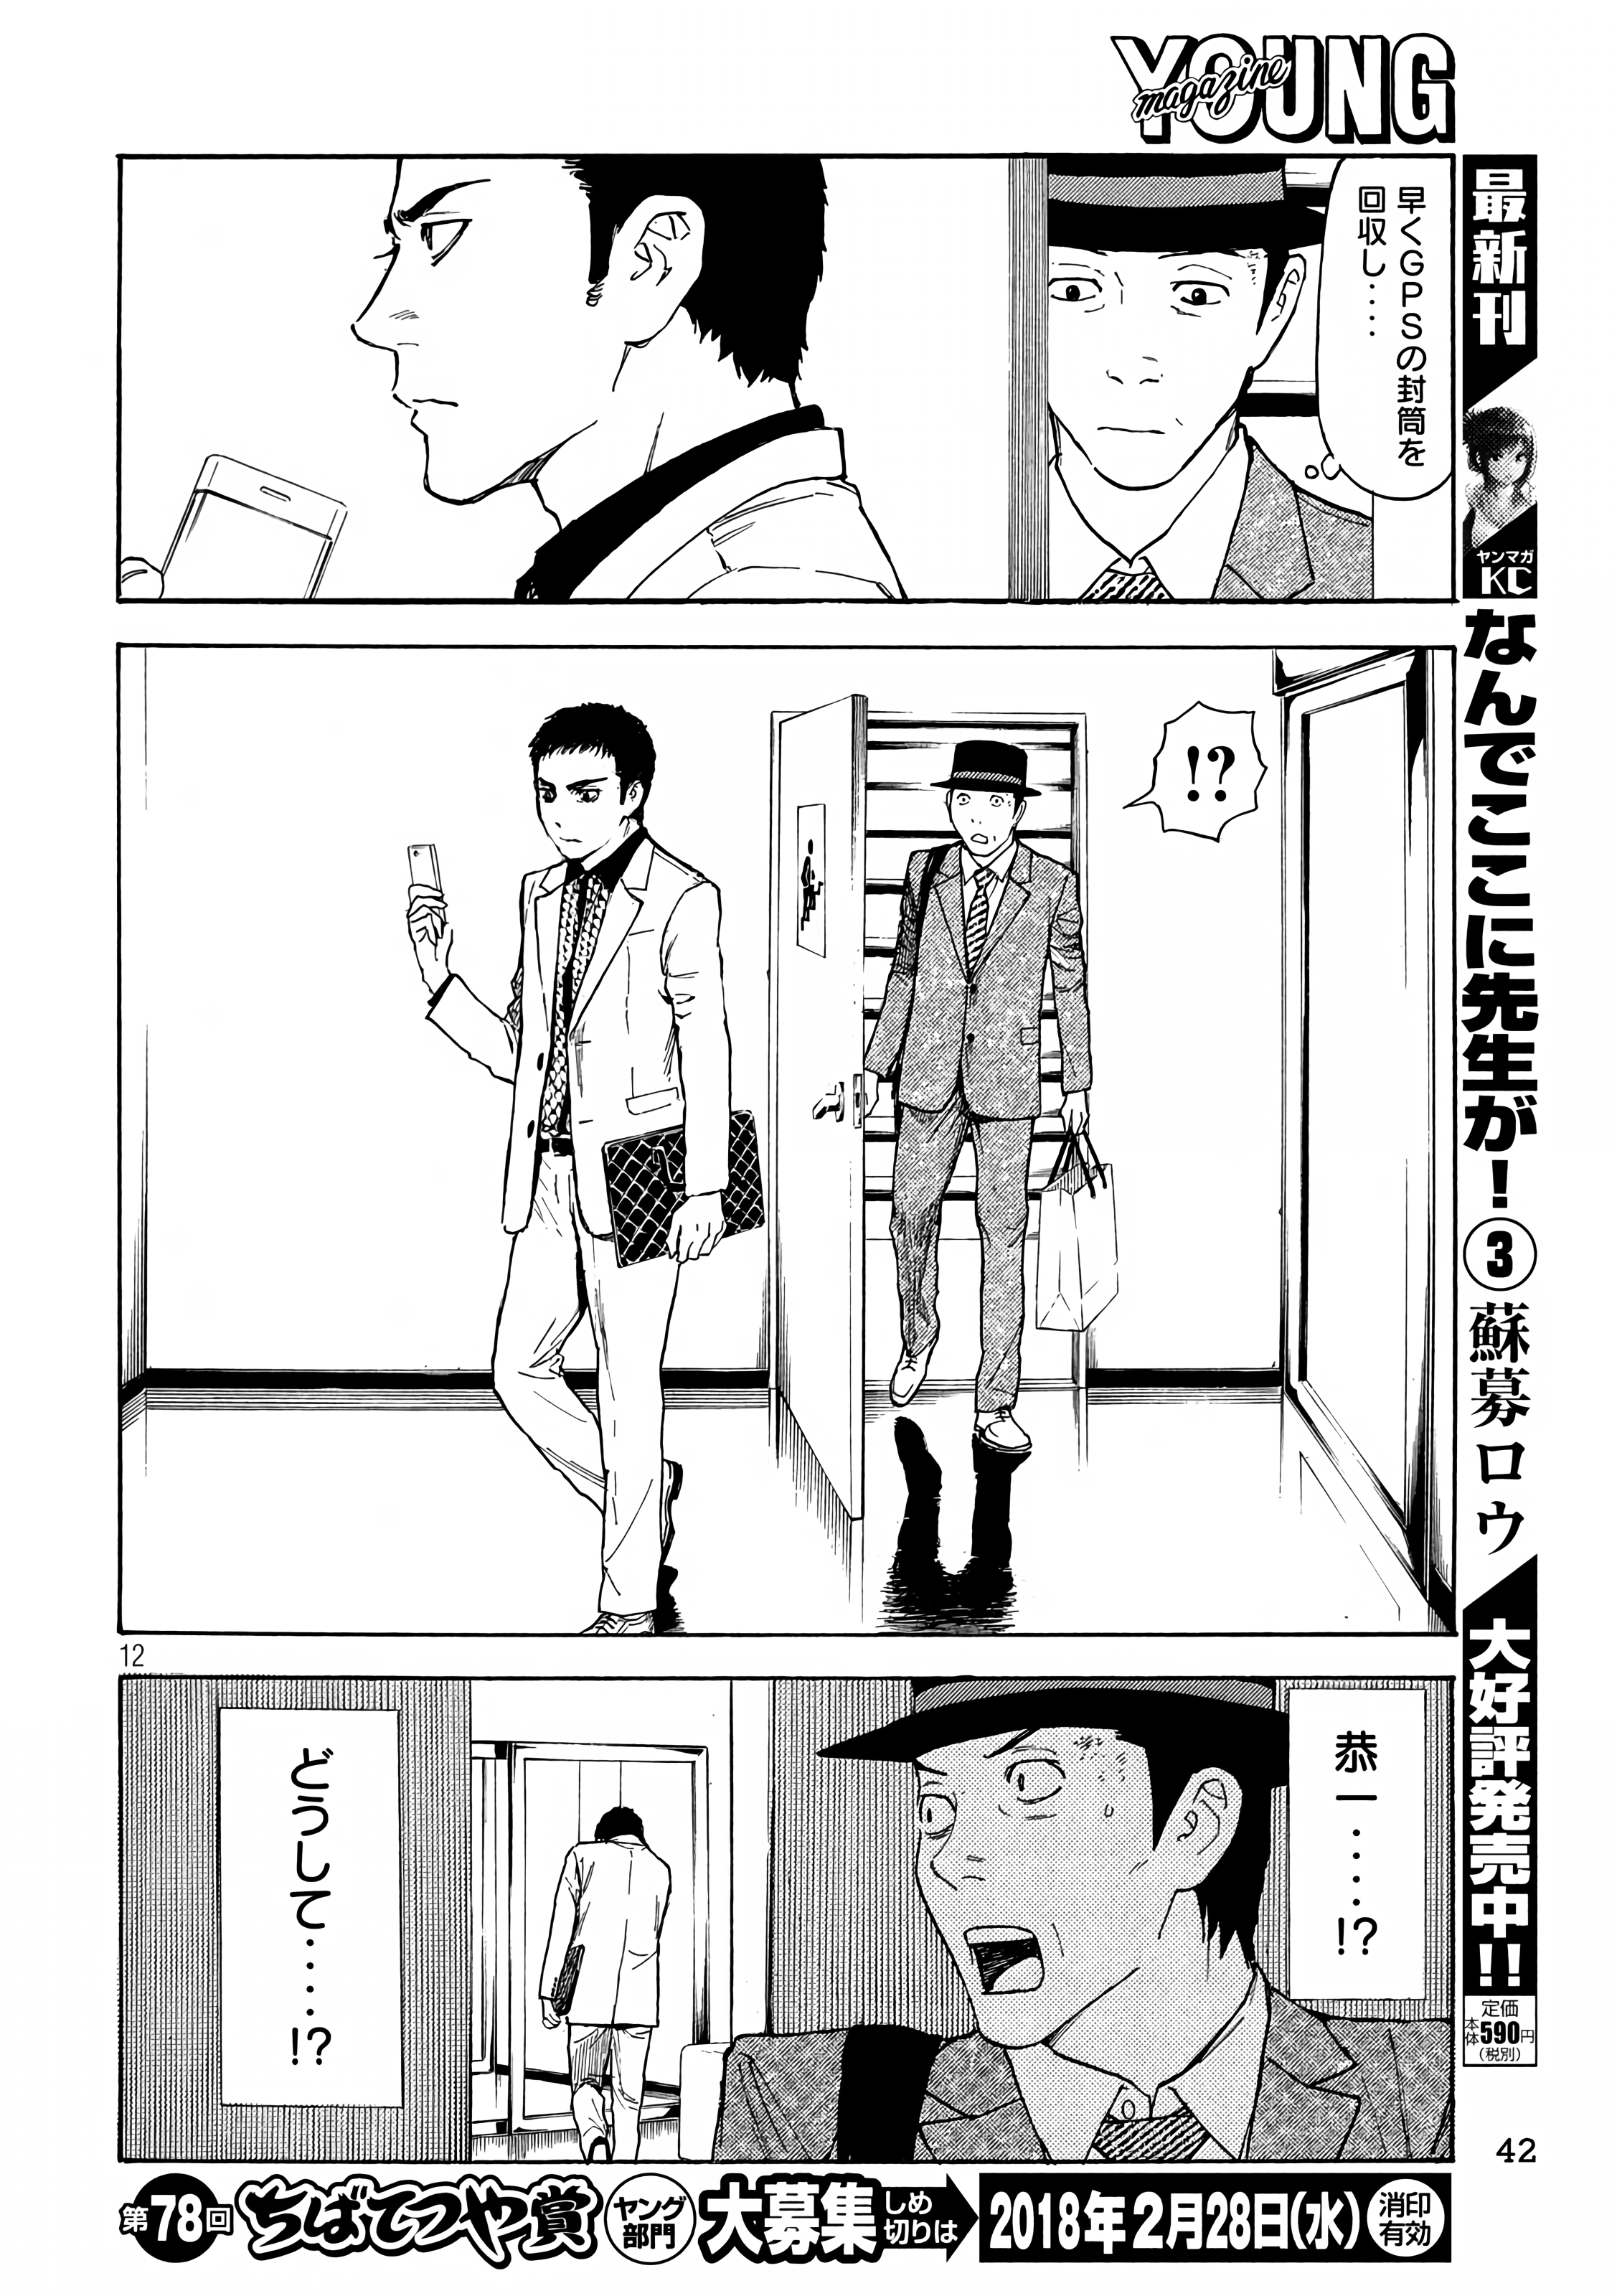 YOUNG
magazine
早くGPSの封筒を
回収し‥‥
!?
恭一‥‥!?
どうして‥‥!?
12
最新刊
ヤンマガ
KC
なんでここに先生が!③蘇募ロウ
大好評発売中!!
定価
本体590円
(税別)
42
第78回ちばてつや賞
ヤング
部門
大募集
しめ
切りは
2018年2月28日(水)
消印
有効